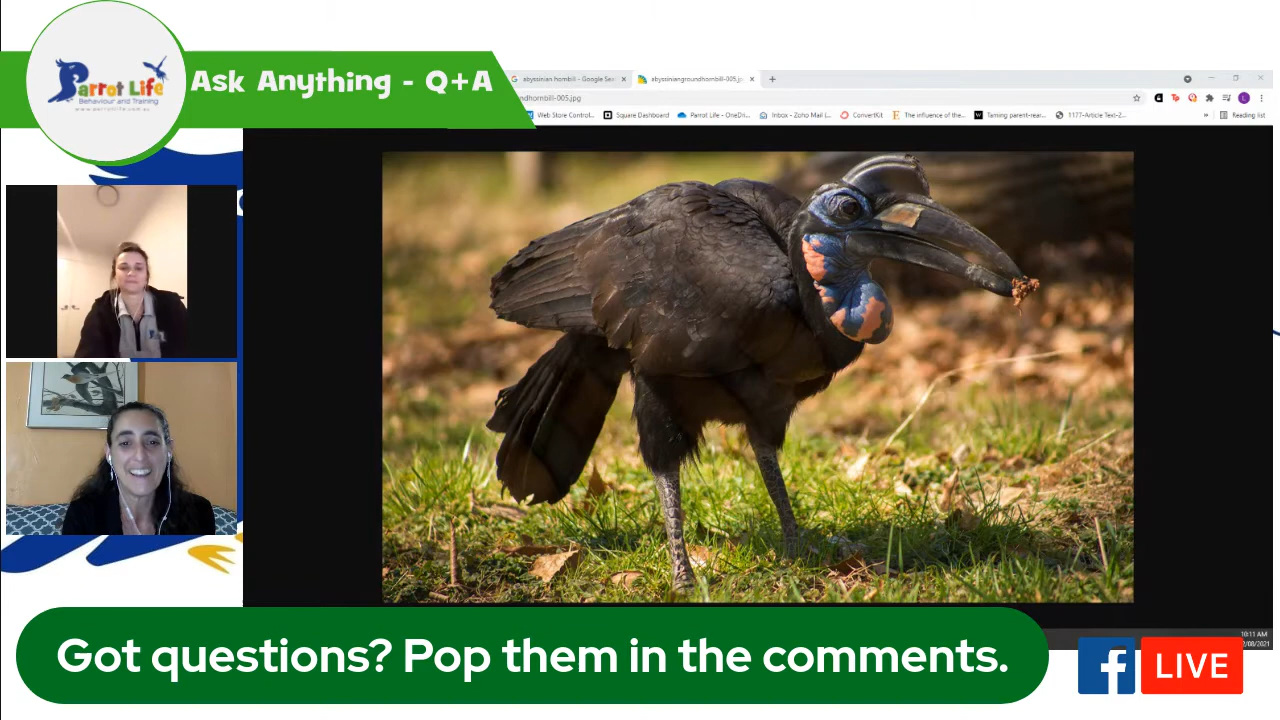 Parrot Life
Behaviour and Training
www.parrotlife.com.au
Ask Anything - Q+A
abyssinian hornbill - Google Sea
abyssiniangroundhornbill-005.jp
ndhornbill-005.jpg
Web Store Control...
Square Dashboard
Parrot Life - OneDri...
Inbox - Zoho Mail (...
ConvertKit
The influence of the...
Taming parent-rear...
1177-Article Text-2...
Reading list
10:11 AM
/08/2021
Got questions? Pop them in the comments.
f LIVE